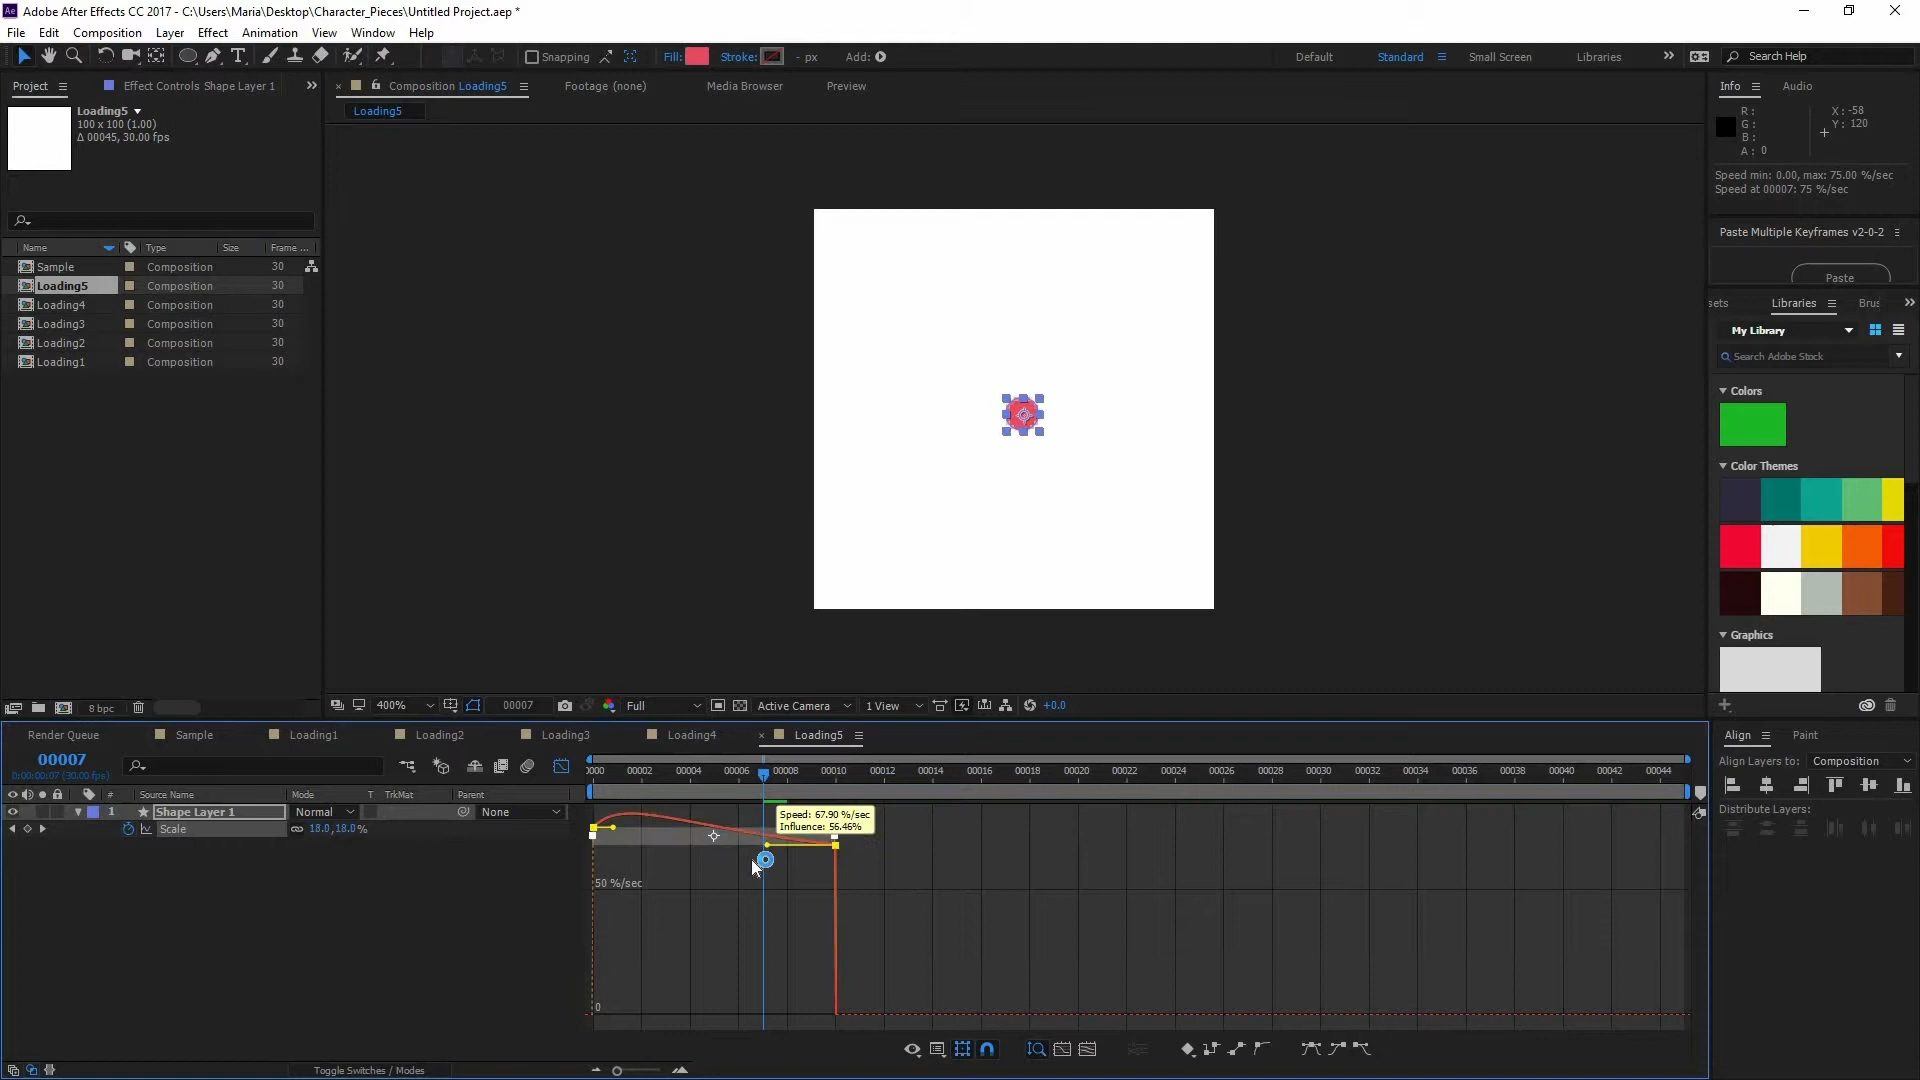 Adobe After Effects CC 2017 - C:\Users\Maria\Desktop\Character_Pieces\Untitled Project.aep *
File Edit Composition Layer Effect Animation View Window Help
Snapping Fill: Stroke: - px Add: Default Standard Small Screen Libraries Search Help
Project Effect Controls Shape Layer 1 Composition Loading5 Footage (none) Media Browser Preview Info Audio
Loading5
100 x 100 (1.00)
Δ 00045, 30.00 fps
Loading5
R: X: -58
G: Y: 120
B:
A: 0
Speed min: 0.00, max: 75.00 %/sec
Speed at 00007: 75 %/sec
Paste Multiple Keyframes v2-0-2
Paste
Name Type Size Frame ...
Sample Composition 30
Loading5 Composition 30
Loading4 Composition 30
Loading3 Composition 30
Loading2 Composition 30
Loading1 Composition 30
sets Libraries Brus
My Library
Search Adobe Stock
Colors
Color Themes
Graphics
8 bpc 400% 00007 Full Active Camera 1 View +0.0
Render Queue Sample Loading1 Loading2 Loading3 Loading4 Loading5
Align Paint
00007
0:00:00:07 (30.00 fps)
Align Layers to: Composition
0000 00002 00004 00006 00008 00010 00012 00014 00016 00018 00020 00022 00024 00026 00028 00030 00032 00034 00036 00038 00040 00042 00044
# Source Name Mode T TrkMat Parent
1 Shape Layer 1 Normal None
Scale 18.0,18.0%
Speed: 67.90 %/sec
Influence: 56.46%
Distribute Layers:
50 %/sec
0
Toggle Switches / Modes